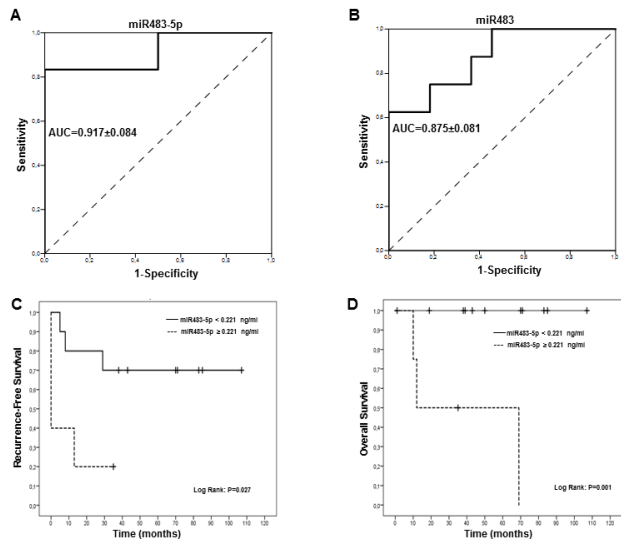 A
miR483-5p
1,0
0,8
0,6
0,4
0,2
0,0
Sensitivity
AUC=0.917±0.084
0,0 0,2 0,4 0,6 0,8 1,0
1-Specificity
B
miR483
1,0
0,8
0,6
0,4
0,2
0,0
Sensitivity
AUC=0.875±0.081
0,0 0,2 0,4 0,6 0,8 1,0
1-Specificity
C
1,0
0,9
0,8
0,7
0,6
0,5
0,4
0,3
0,2
0,1
0,0
Recurrence-Free Survival
miR483-5p < 0.221 ng/ml
miR483-5p ≥ 0.221 ng/ml
Log Rank: P=0.027
0 10 20 30 40 50 60 70 80 90 100 110 120
Time (months)
D
1,0
0,9
0,8
0,7
0,6
0,5
0,4
0,3
0,2
0,1
0,0
Overall Survival
miR483-5p < 0.221 ng/ml
miR483-5p ≥ 0.221 ng/ml
Log Rank: P=0.001
0 10 20 30 40 50 60 70 80 90 100 110 120
Time (months)